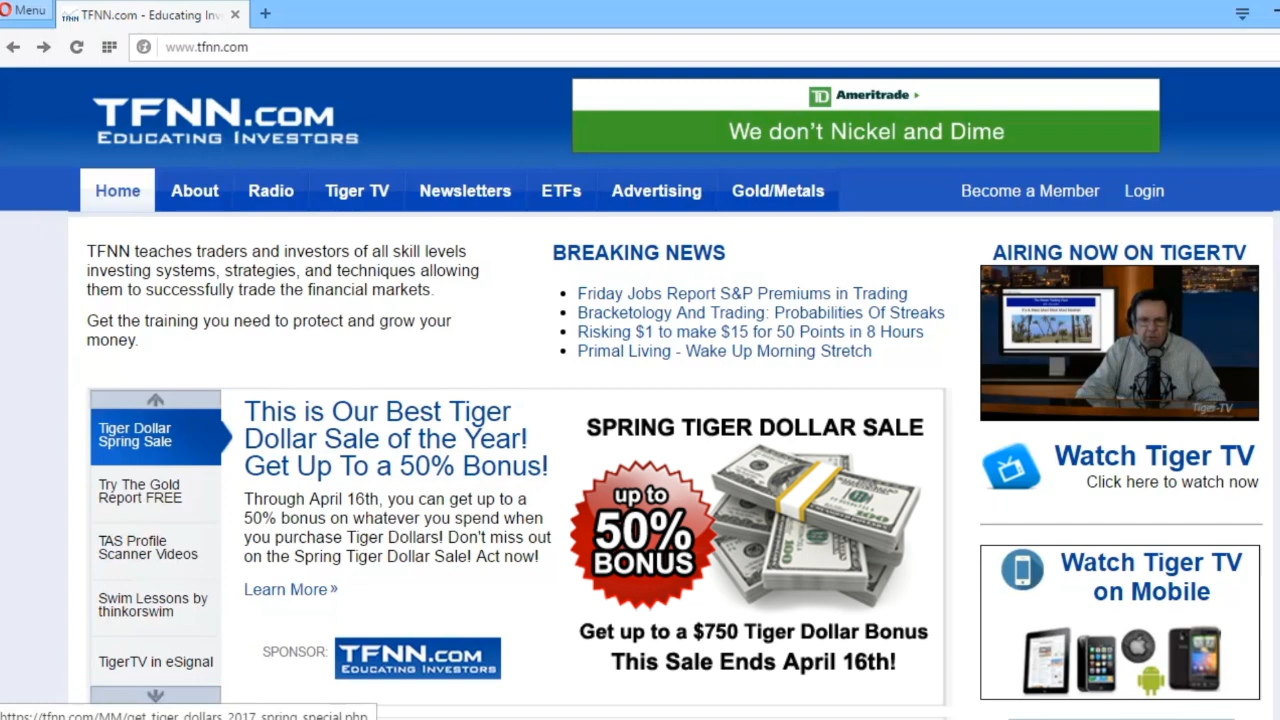 Menu
TFNN.com - Educating Inv
www.tfnn.com
TFNN.com
Educating Investors
TD Ameritrade
We don't Nickel and Dime
Home
About
Radio
Tiger TV
Newsletters
ETFs
Advertising
Gold/Metals
Become a Member
Login
TFNN teaches traders and investors of all skill levels
investing systems, strategies, and techniques allowing
them to successfully trade the financial markets.
Get the training you need to protect and grow your
money.
BREAKING NEWS
Friday Jobs Report S&P Premiums in Trading
Bracketology And Trading: Probabilities Of Streaks
Risking $1 to make $15 for 50 Points in 8 Hours
Primal Living - Wake Up Morning Stretch
AIRING NOW ON TIGERTV
Tiger-TV
Watch Tiger TV
Click here to watch now
Watch Tiger TV
on Mobile
Tiger Dollar
Spring Sale
Try The Gold
Report FREE
TAS Profile
Scanner Videos
Swim Lessons by
thinkorswim
TigerTV in eSignal
This is Our Best Tiger
Dollar Sale of the Year!
Get Up To a 50% Bonus!
Through April 16th, you can get up to a
50% bonus on whatever you spend when
you purchase Tiger Dollars! Don't miss out
on the Spring Tiger Dollar Sale! Act now!
Learn More »
SPONSOR:
TFNN.com
Educating Investors
SPRING TIGER DOLLAR SALE
up to
50%
BONUS
Get up to a $750 Tiger Dollar Bonus
This Sale Ends April 16th!
https://tfnn.com/MM/get_tiger_dollars_2017_spring_special.php